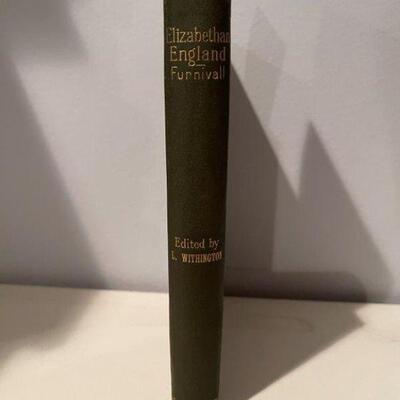 Elizabethan
England
Furnivall
Edited by
L. WITHINGTON